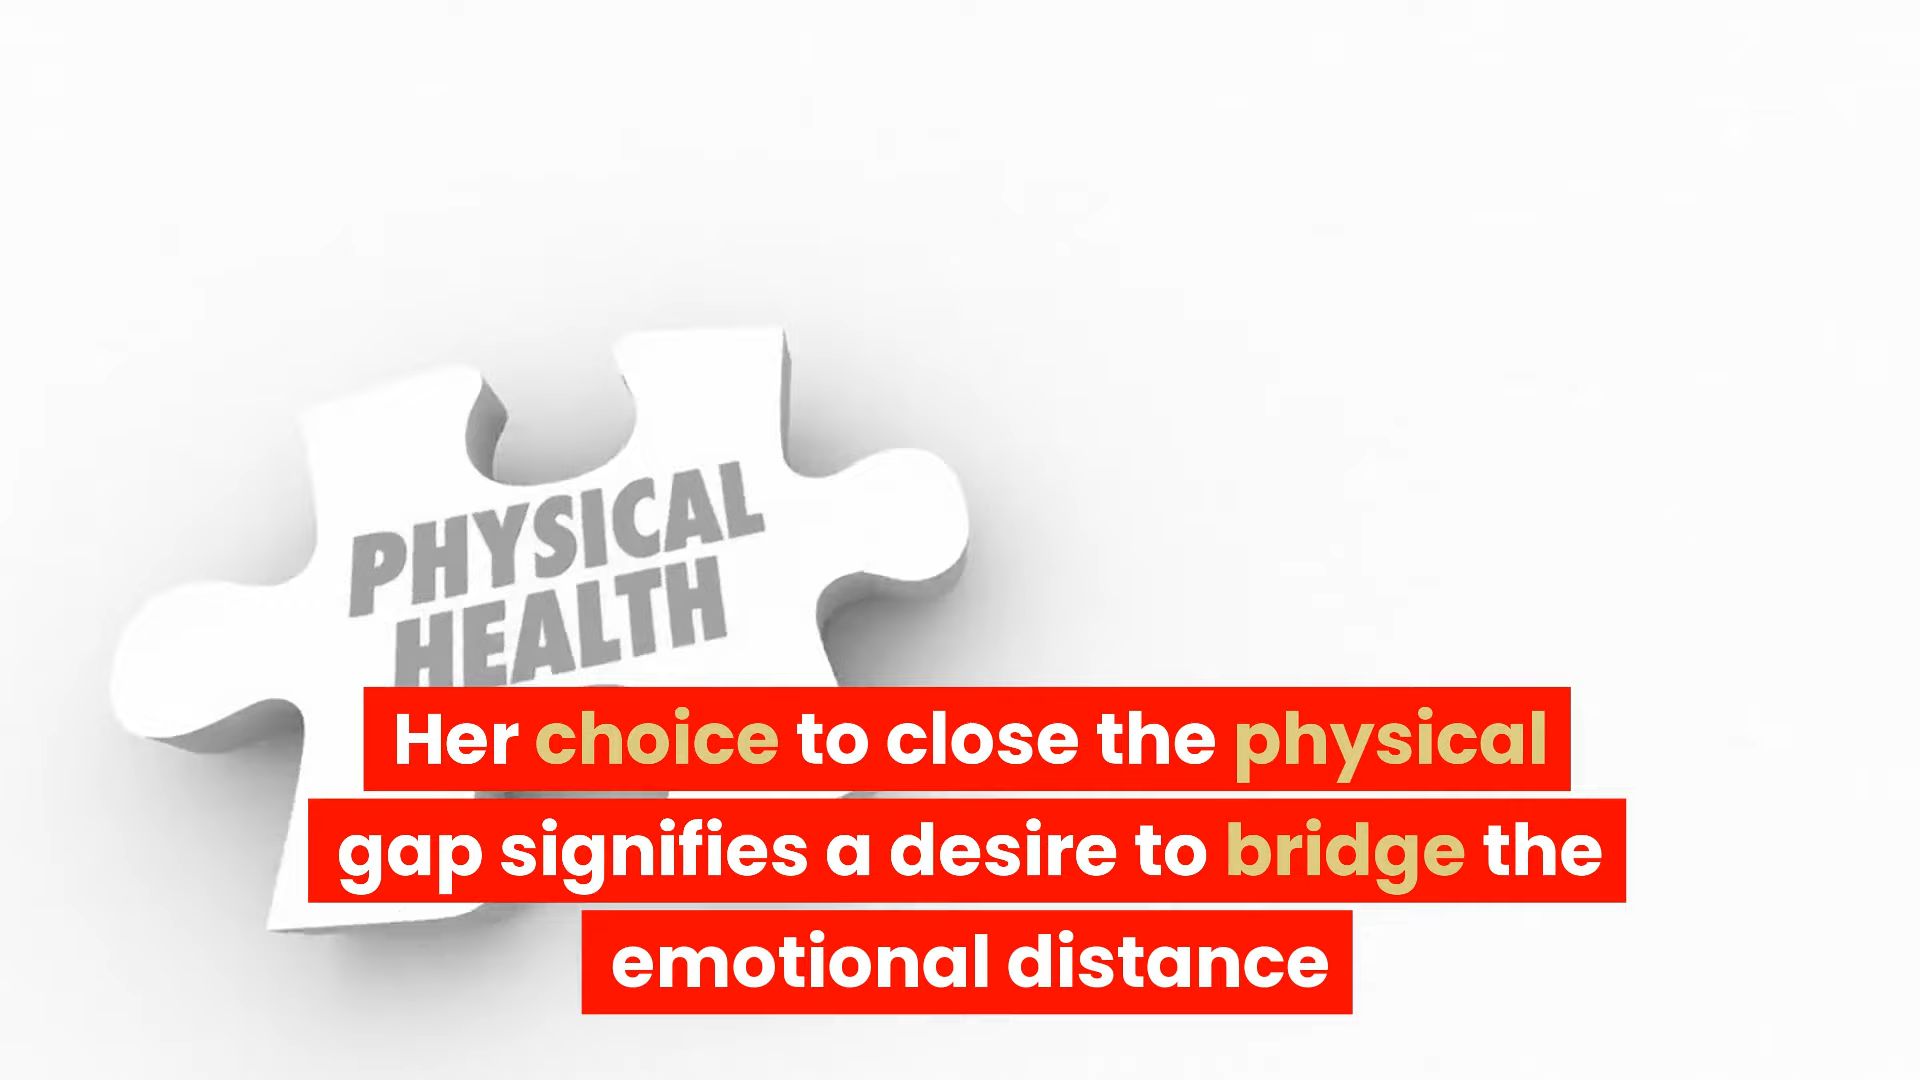 PHYSICAL
HEALTH
Her choice to close the physical
gap signifies a desire to bridge the
emotional distance